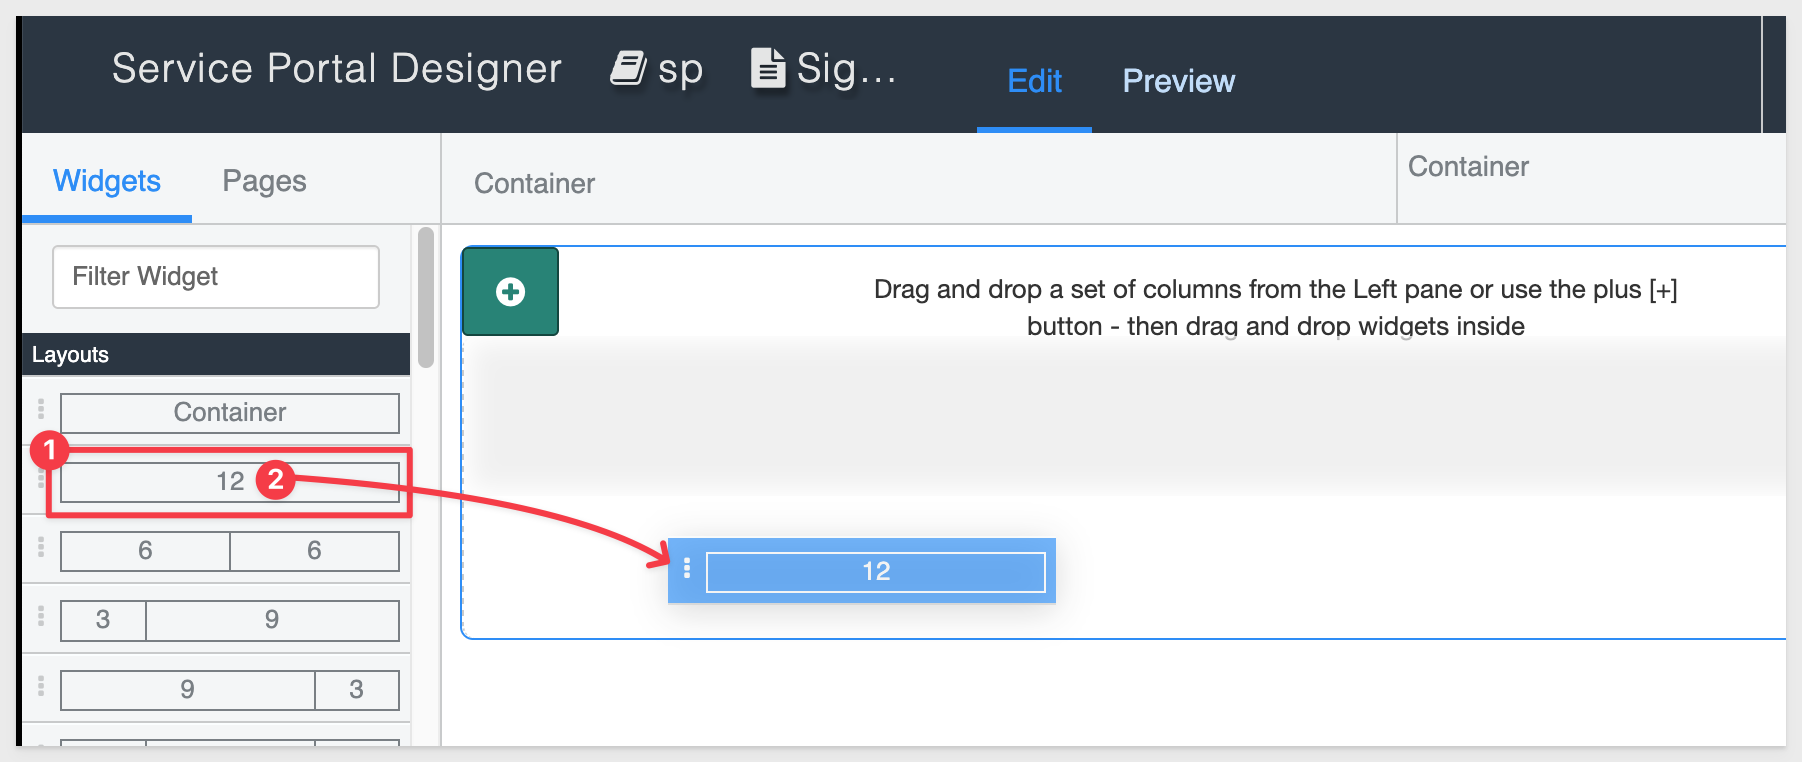 Service Portal Designer sp Sig...
Edit Preview
Widgets Pages
Container
Container
Filter Widget
Drag and drop a set of columns from the Left pane or use the plus [+]
button - then drag and drop widgets inside
Layouts
Container
1
12 2
6 6
12
3 9
9 3